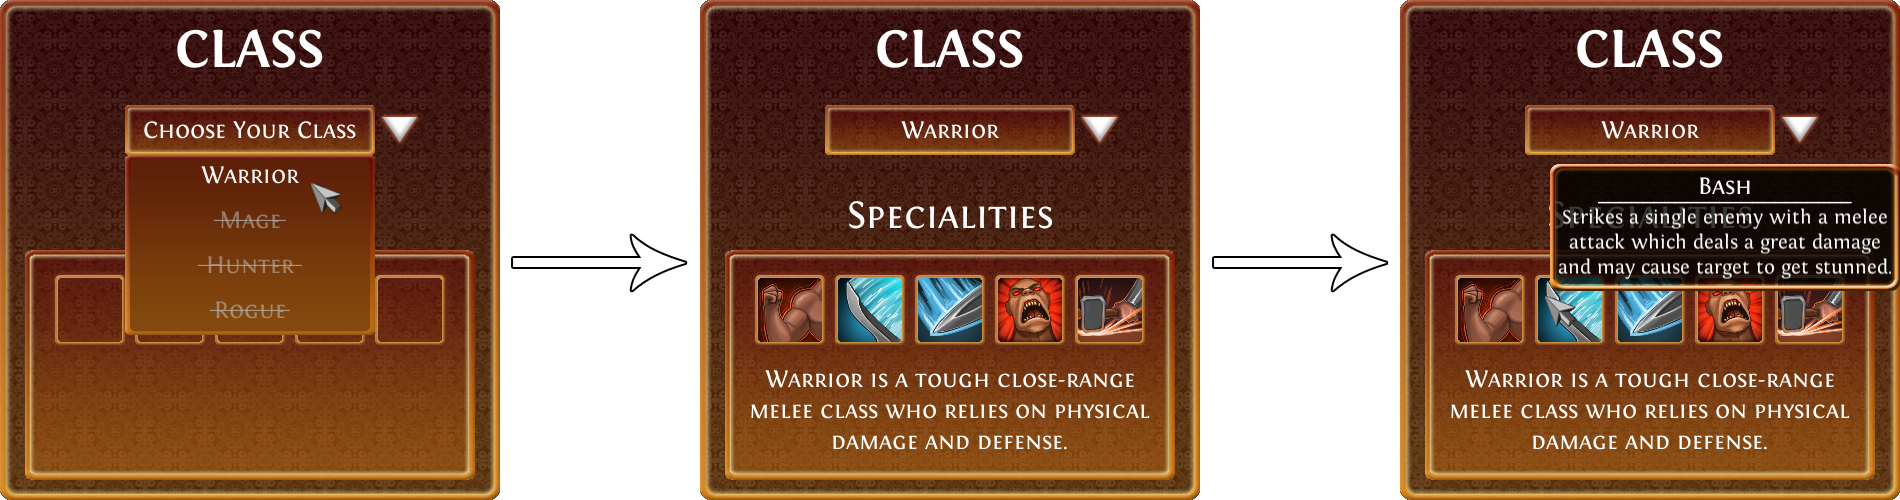 CLASS
Choose Your Class
Warrior
Mage
Hunter
Rogue
CLASS
Warrior
Specialities
Warrior is a tough close-range
melee class who relies on physical
damage and defense.
CLASS
Warrior
Bash
Specialities
Strikes a single enemy with a melee
attack which deals a great damage
and may cause target to get stunned.
Warrior is a tough close-range
melee class who relies on physical
damage and defense.